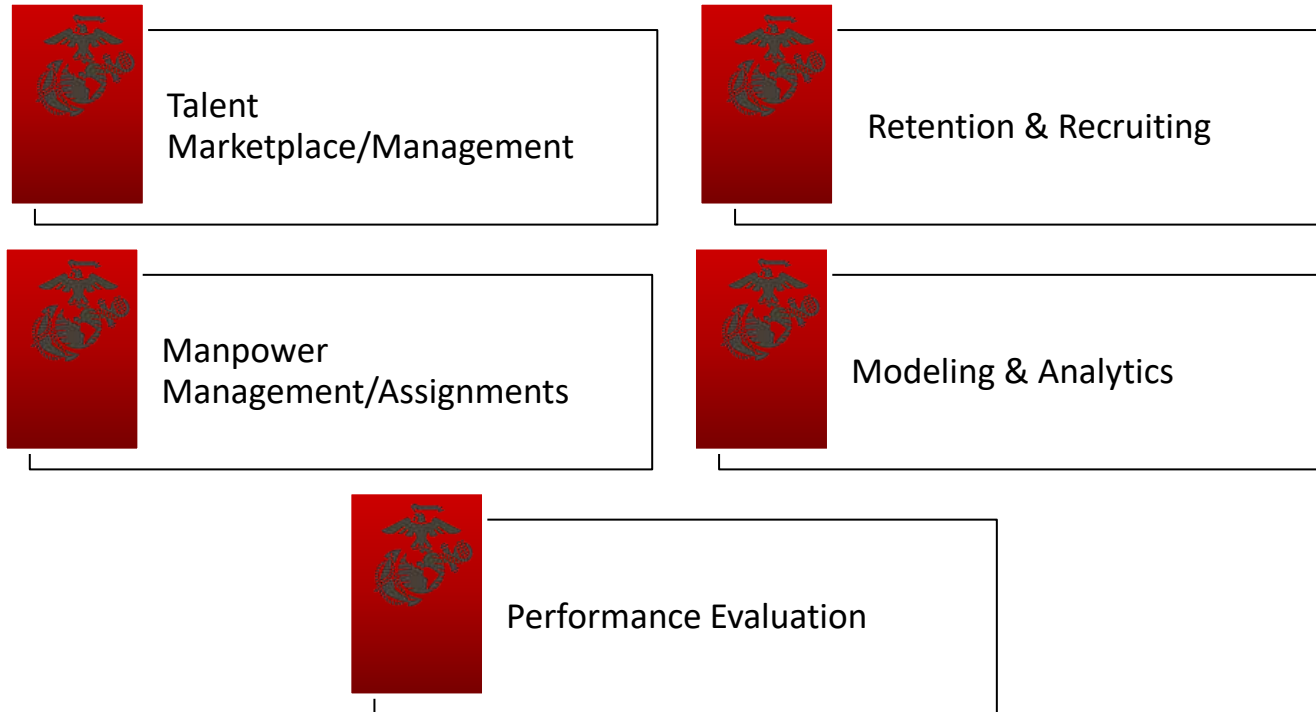 Talent
Marketplace/Management
Retention & Recruiting
Manpower
Management/Assignments
Modeling & Analytics
Performance Evaluation